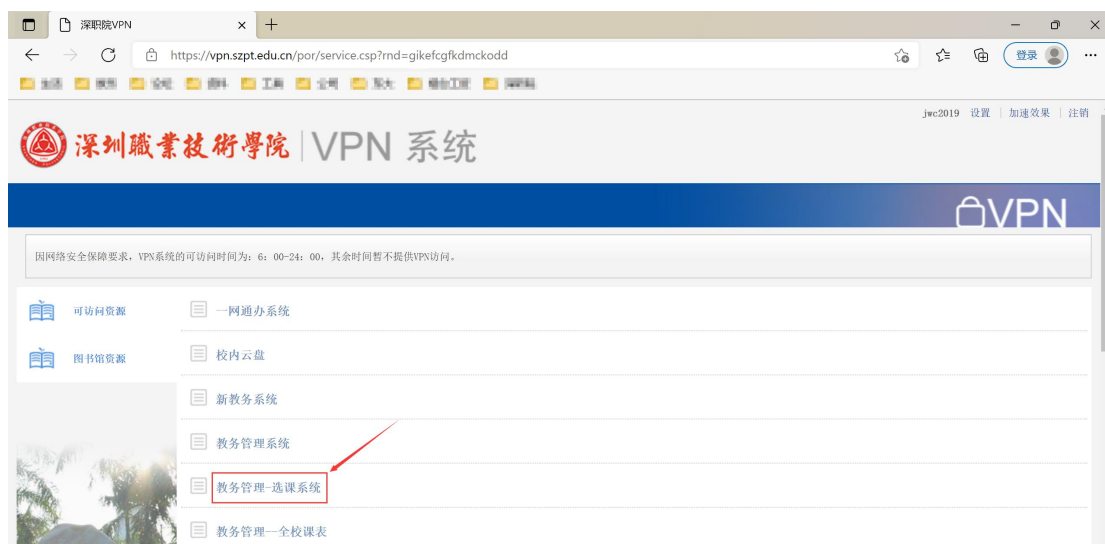 深职院VPN
https://vpn.szpt.edu.cn/por/service.csp?rnd=gikefcgfkdmckodd
登录
jwc2019 设置 加速效果 注销
深圳職業技術學院 VPN 系统
VPN
因网络安全保障要求，VPN系统的可访问时间为：6：00-24：00，其余时间暂不提供VPN访问。
可访问资源
图书馆资源
一网通办系统
校内云盘
新教务系统
教务管理系统
教务管理-选课系统
教务管理--全校课表